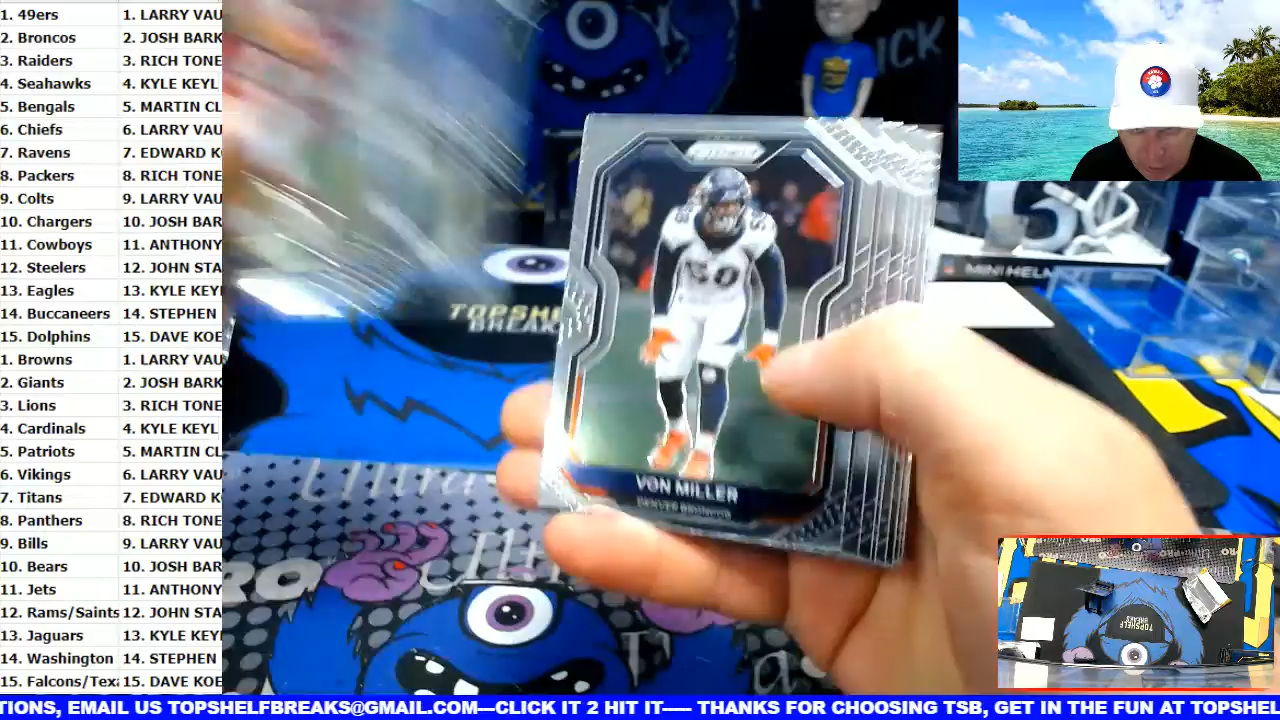 1. 49ers 1. LARRY VAU
2. Broncos 2. JOSH BARK
3. Raiders 3. RICH TONE
4. Seahawks 4. KYLE KEYL
5. Bengals 5. MARTIN CL
6. Chiefs 6. LARRY VAU
7. Ravens 7. EDWARD K
8. Packers 8. RICH TONE
9. Colts 9. LARRY VAU
10. Chargers 10. JOSH BAR
11. Cowboys 11. ANTHONY
12. Steelers 12. JOHN STA
13. Eagles 13. KYLE KEY
14. Buccaneers 14. STEPHEN
15. Dolphins 15. DAVE KOE
1. Browns 1. LARRY VAU
2. Giants 2. JOSH BARK
3. Lions 3. RICH TONE
4. Cardinals 4. KYLE KEYL
5. Patriots 5. MARTIN CL
6. Vikings 6. LARRY VAU
7. Titans 7. EDWARD K
8. Panthers 8. RICH TONE
9. Bills 9. LARRY VAU
10. Bears 10. JOSH BAR
11. Jets 11. ANTHONY
12. Rams/Saints 12. JOHN STA
13. Jaguars 13. KYLE KEY
14. Washington 14. STEPHEN
15. Falcons/Texa 15. DAVE KOE
ICK
TOPSH
BREAK
MINI HELM
PRIZM
58
VON MILLER
DENVER BRONCOS
Ultra
PRO
TOPSHELF
BREAKS
TIONS, EMAIL US TOPSHELFBREAKS@GMAIL.COM---CLICK IT 2 HIT IT---- THANKS FOR CHOOSING TSB, GET IN THE FUN AT TOPSHEL